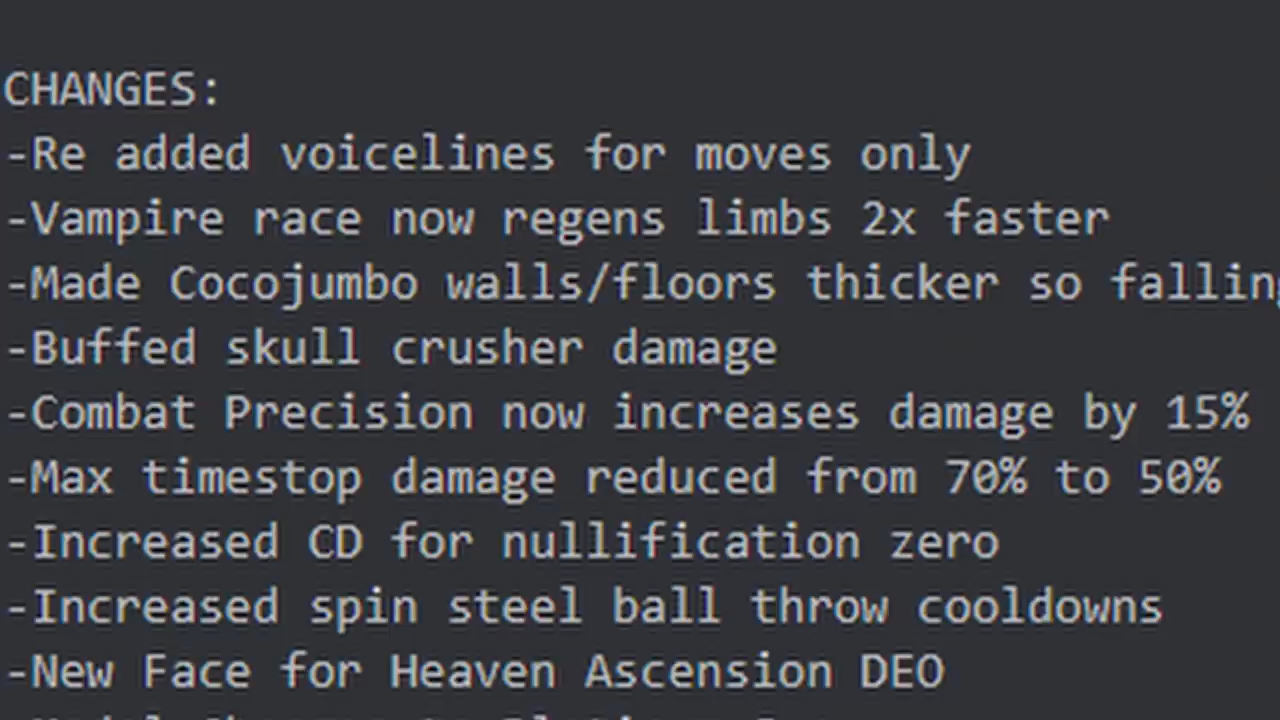 CHANGES:
-Re added voicelines for moves only
-Vampire race now regens limbs 2x faster
-Made Cocojumbo walls/floors thicker so falling
-Buffed skull crusher damage
-Combat Precision now increases damage by 15%
-Max timestop damage reduced from 70% to 50%
-Increased CD for nullification zero
-Increased spin steel ball throw cooldowns
-New Face for Heaven Ascension DEO